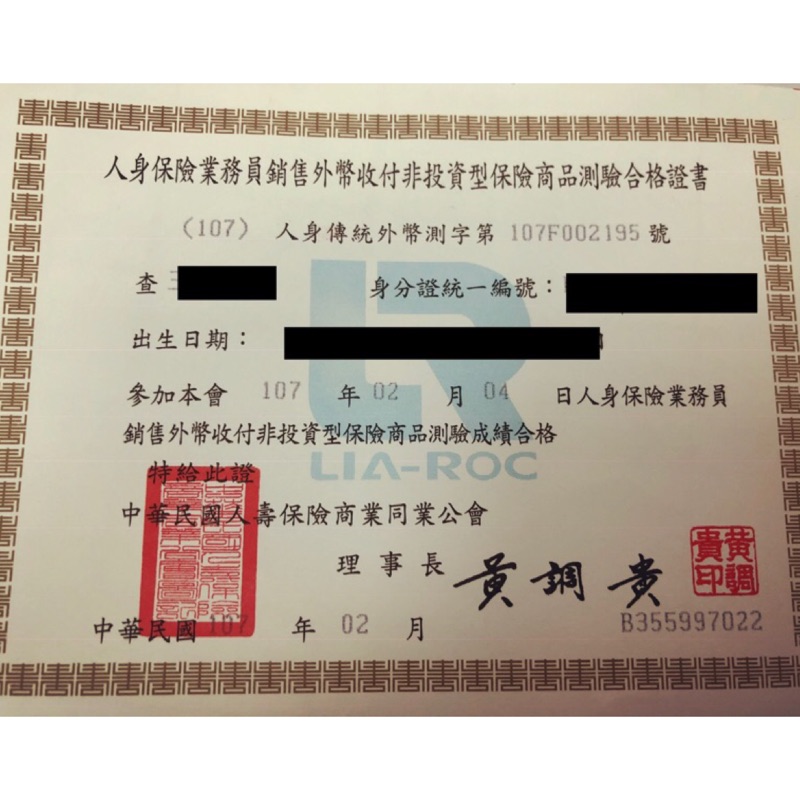 人身保險業務員銷售外幣收付非投資型保險商品測驗合格證書
(107) 人身傳統外幣測字第 107F002195 號
查 身分證統一編號：
出生日期：
參加本會 107 年 02 月 04 日人身保險業務員
銷售外幣收付非投資型保險商品測驗成績合格
LIA-ROC
特給此證
中華民國人壽保險商業同業公會
理事長 黃調貴
黃調貴印
B355997022
中華民國 107 年 02 月